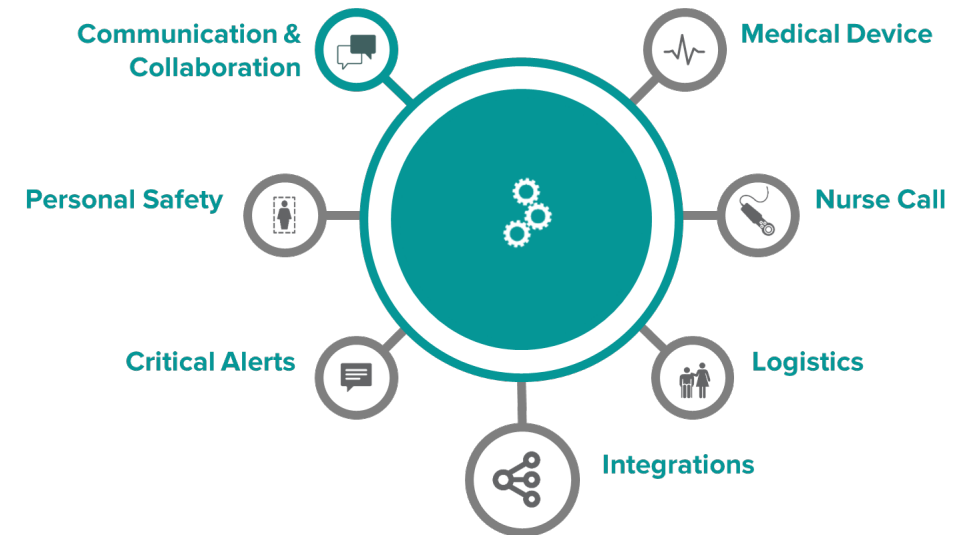 Communication &
Collaboration
Medical Device
Personal Safety
Nurse Call
Critical Alerts
Logistics
Integrations